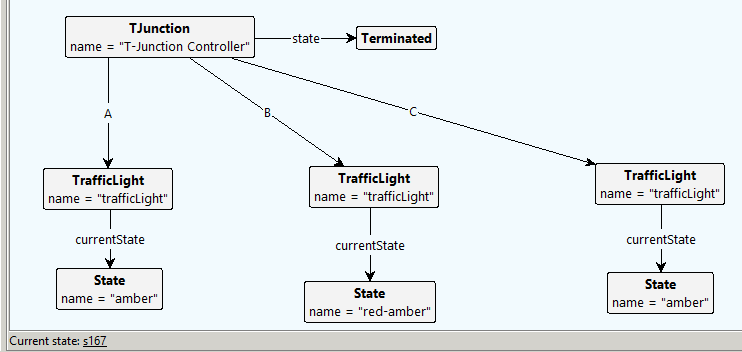 TJunction
name = "T-Junction Controller"
state
Terminated
A
B
C
TrafficLight
name = "trafficLight"
TrafficLight
name = "trafficLight"
TrafficLight
name = "trafficLight"
currentState
currentState
currentState
State
name = "amber"
State
name = "red-amber"
State
name = "amber"
Current state: s167